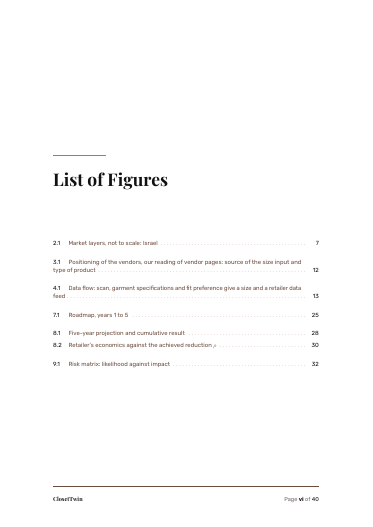 List of Figures
2.1 Market layers, not to scale: Israel 7
3.1 Positioning of the vendors, our reading of vendor pages: source of the size input and
type of product 12
4.1 Data flow: scan, garment specifications and fit preference give a size and a retailer data
feed 13
7.1 Roadmap, years 1 to 5 25
8.1 Five-year projection and cumulative result 28
8.2 Retailer's economics against the achieved reduction 30
9.1 Risk matrix: likelihood against impact 32
ClosetTwin Page vi of 40